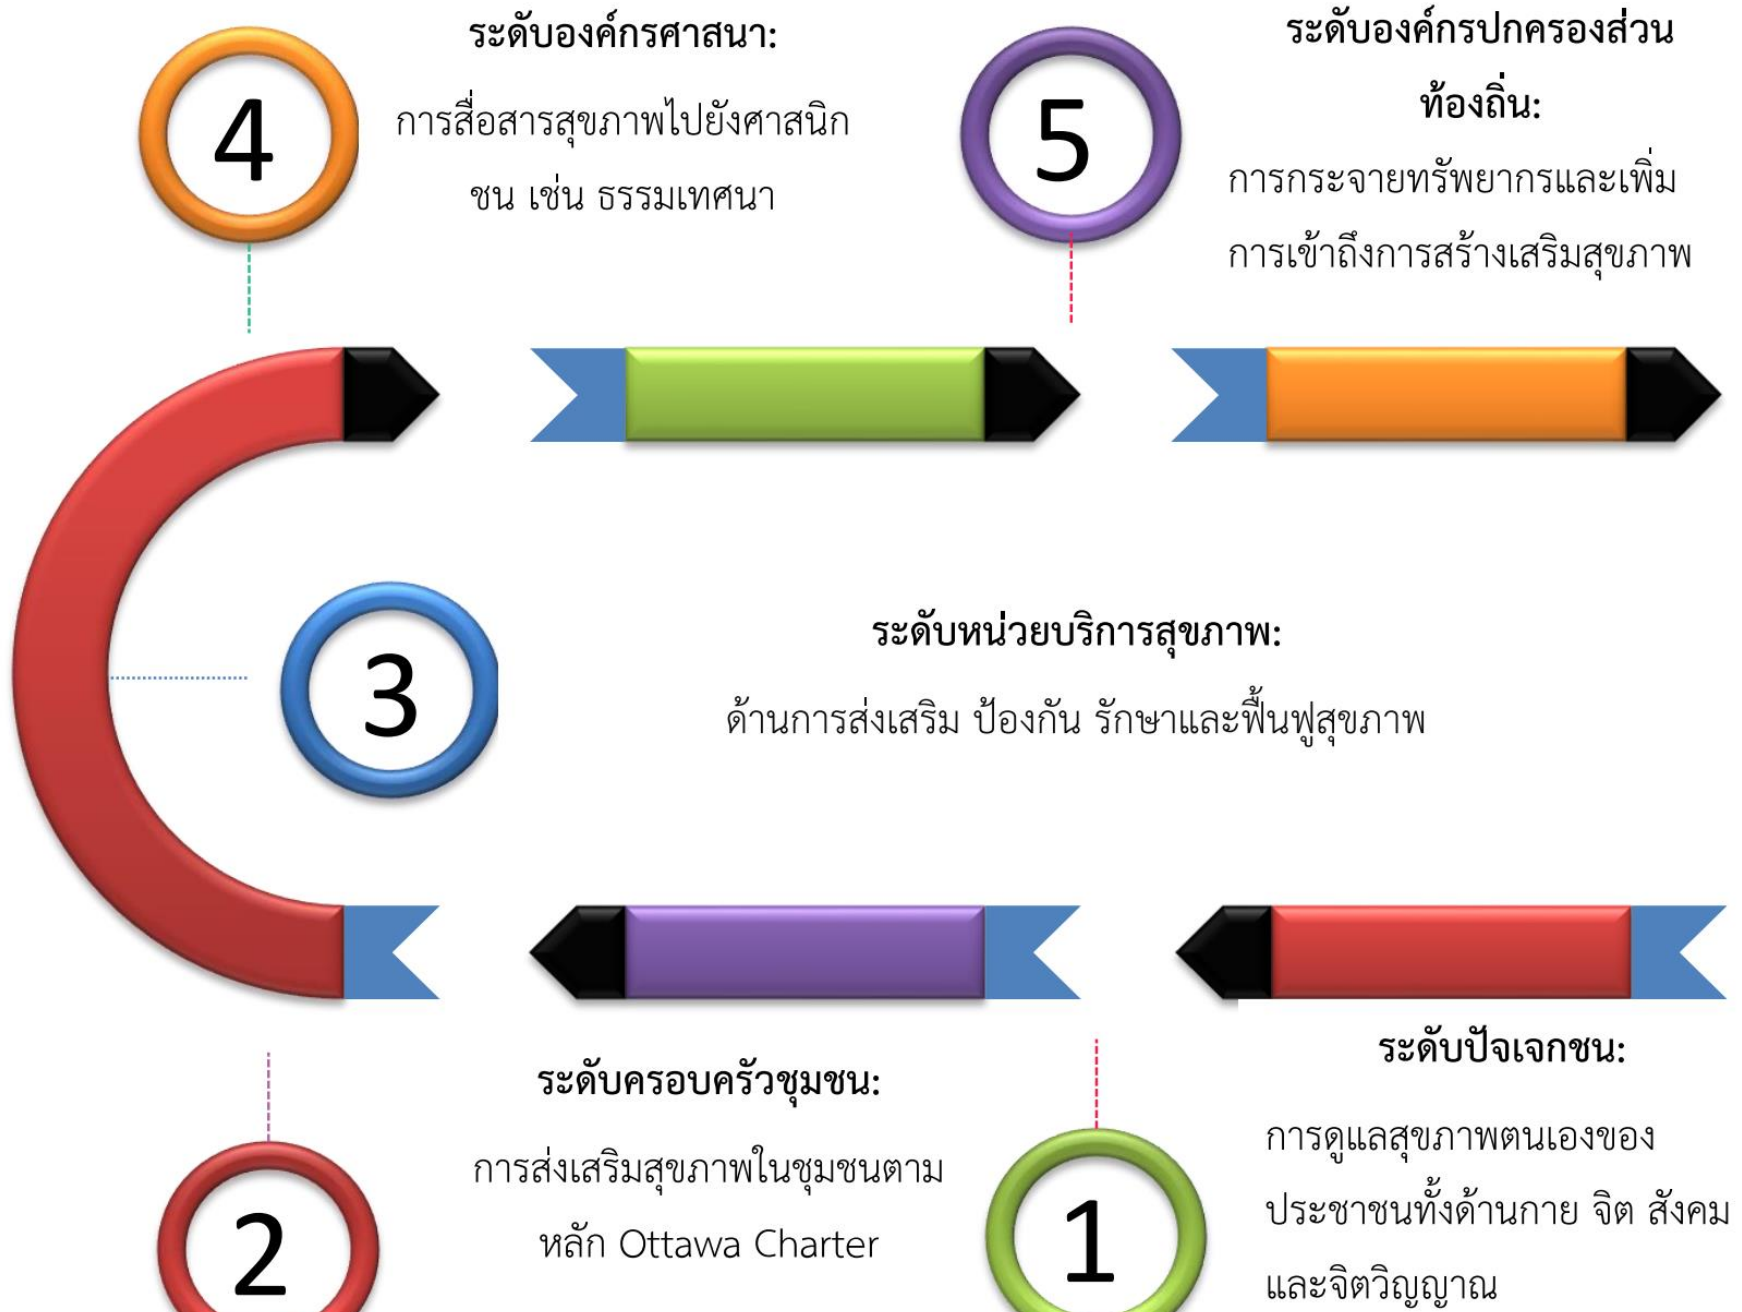 4
ระดับองค์กรศาสนา:
การสื่อสารสุขภาพไปยังศาสนิก
ชน เช่น ธรรมเทศนา
5
ระดับองค์กรปกครองส่วน
ท้องถิ่น:
การกระจายทรัพยากรและเพิ่ม
การเข้าถึงการสร้างเสริมสุขภาพ
3
ระดับหน่วยบริการสุขภาพ:
ด้านการส่งเสริม ป้องกัน รักษาและฟื้นฟูสุขภาพ
2
ระดับครอบครัวชุมชน:
การส่งเสริมสุขภาพในชุมชนตาม
หลัก Ottawa Charter
1
ระดับปัจเจกชน:
การดูแลสุขภาพตนเองของ
ประชาชนทั้งด้านกาย จิต สังคม
และจิตวิญญาณ